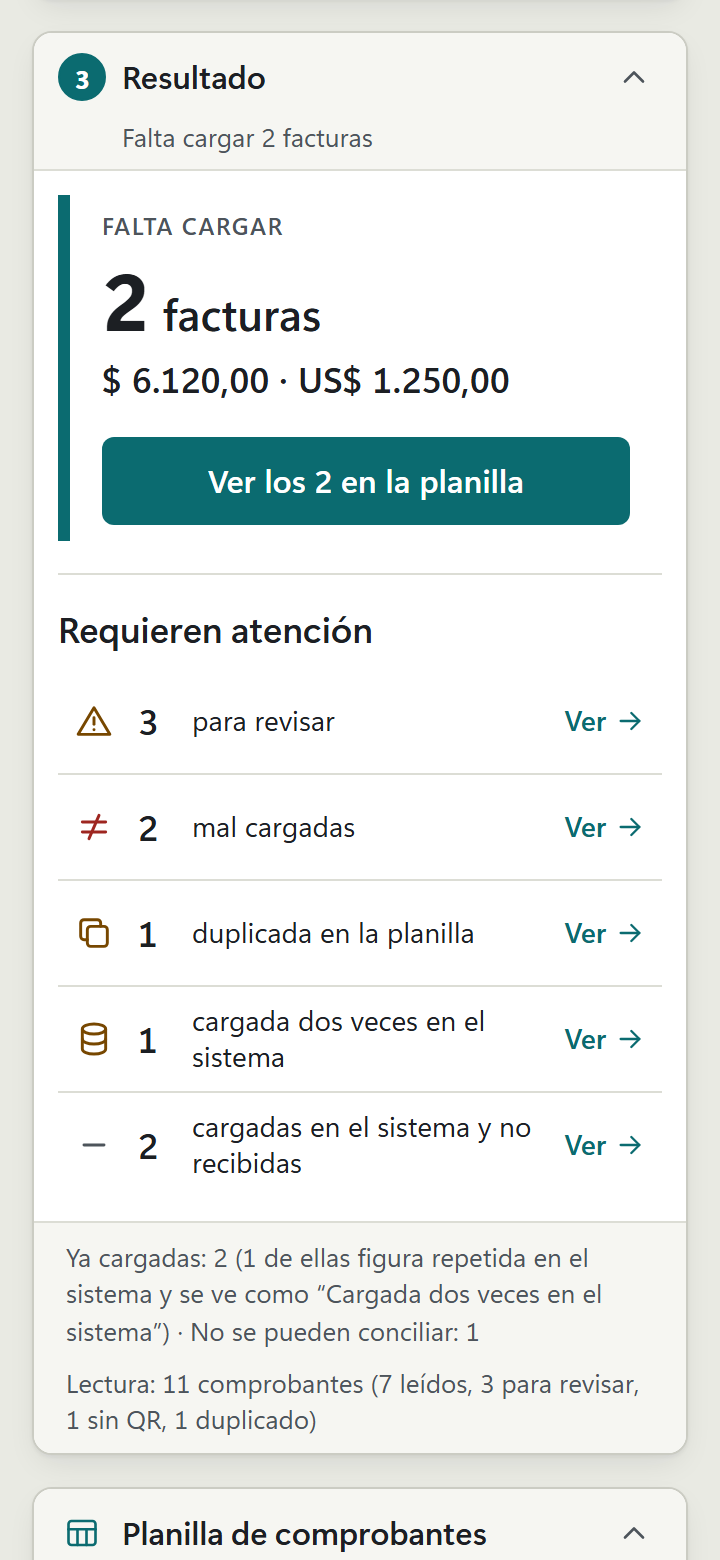 3 Resultado
Falta cargar 2 facturas
FALTA CARGAR
2 facturas
$ 6.120,00 · US$ 1.250,00
Ver los 2 en la planilla
Requieren atención
3 para revisar Ver →
≠ 2 mal cargadas Ver →
1 duplicada en la planilla Ver →
1 cargada dos veces en el
sistema Ver →
— 2 cargadas en el sistema y no
recibidas Ver →
Ya cargadas: 2 (1 de ellas figura repetida en el
sistema y se ve como “Cargada dos veces en el
sistema”) · No se pueden conciliar: 1
Lectura: 11 comprobantes (7 leídos, 3 para revisar,
1 sin QR, 1 duplicado)
Planilla de comprobantes